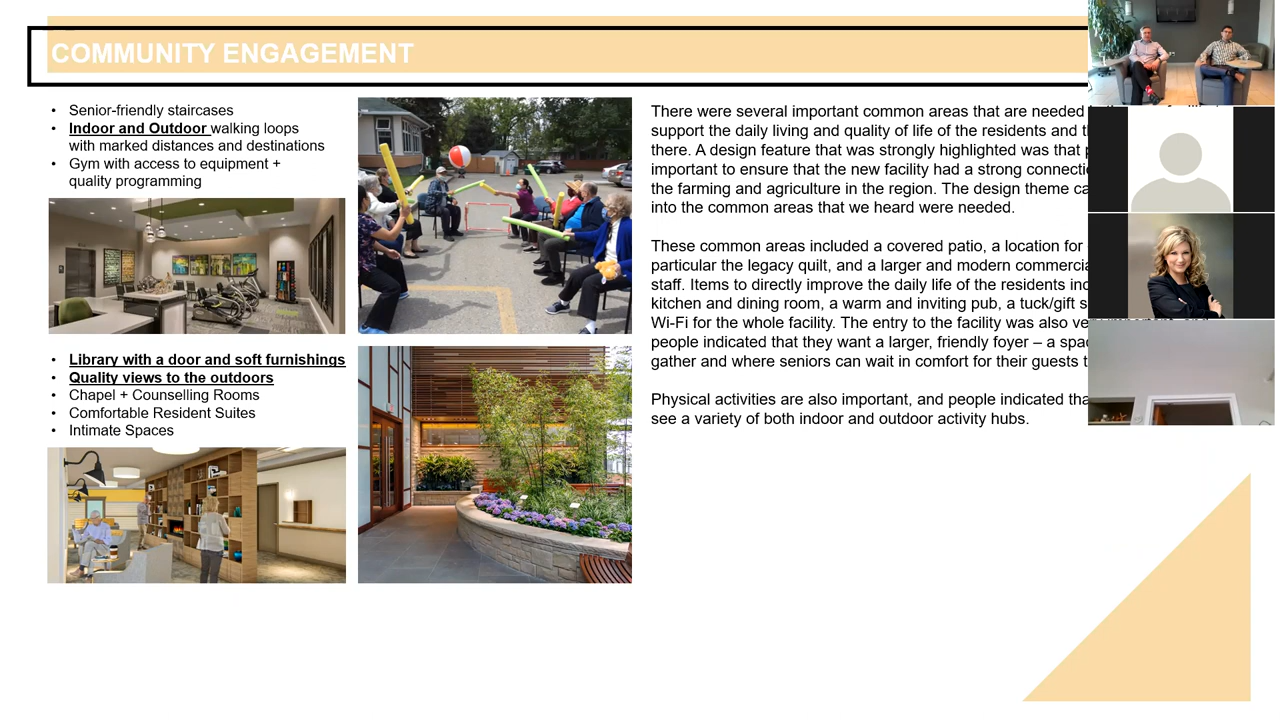 COMMUNITY ENGAGEMENT
• Senior-friendly staircases
• Indoor and Outdoor walking loops
with marked distances and destinations
• Gym with access to equipment +
quality programming
• Library with a door and soft furnishings
• Quality views to the outdoors
• Chapel + Counselling Rooms
• Comfortable Resident Suites
• Intimate Spaces
There were several important common areas that are needed
support the daily living and quality of life of the residents and
there. A design feature that was strongly highlighted was that
important to ensure that the new facility had a strong
the farming and agriculture in the region. The design theme
into the common areas that we heard were needed.
These common areas included a covered patio, a location for
particular the legacy quilt, and a larger and modern
staff. Items to directly improve the daily life of the residents
kitchen and dining room, a warm and inviting pub, a tuck/gift
Wi-Fi for the whole facility. The entry to the facility was also
people indicated that they want a larger, friendly foyer – a
gather and where seniors can wait in comfort for their guests
Physical activities are also important, and people indicated
see a variety of both indoor and outdoor activity hubs.